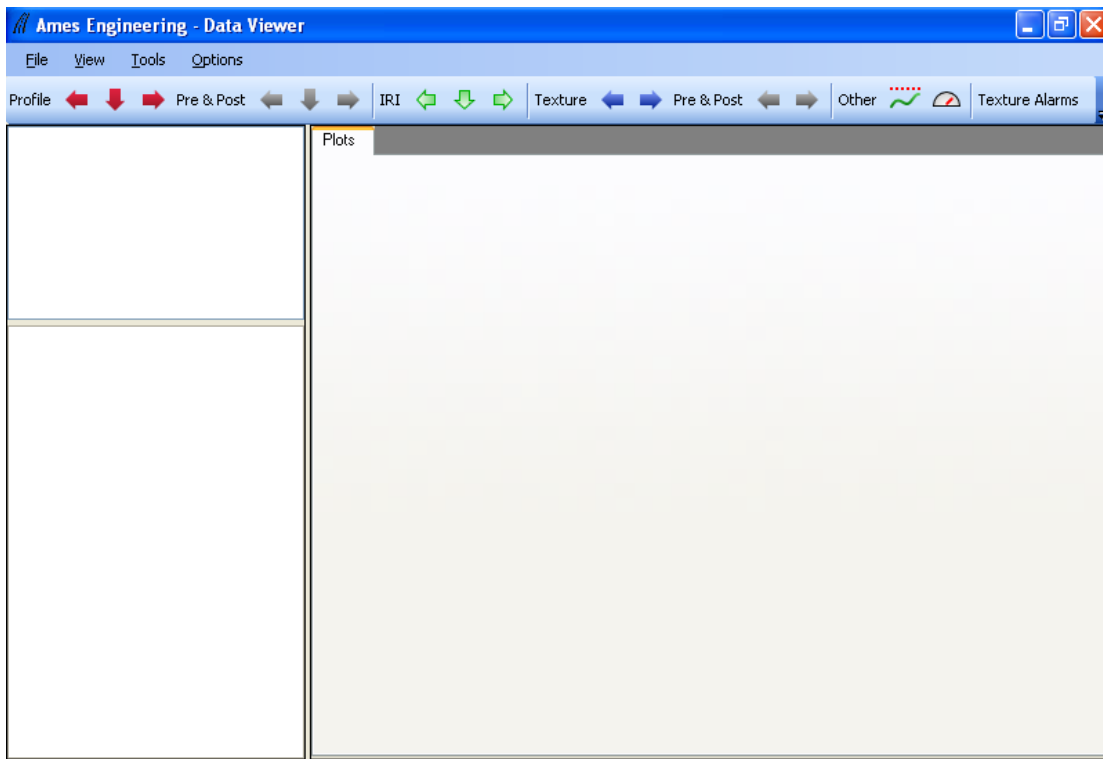 Ames Engineering - Data Viewer
File View Tools Options
Profile Pre & Post IRI Texture Pre & Post Other Texture Alarms
Plots